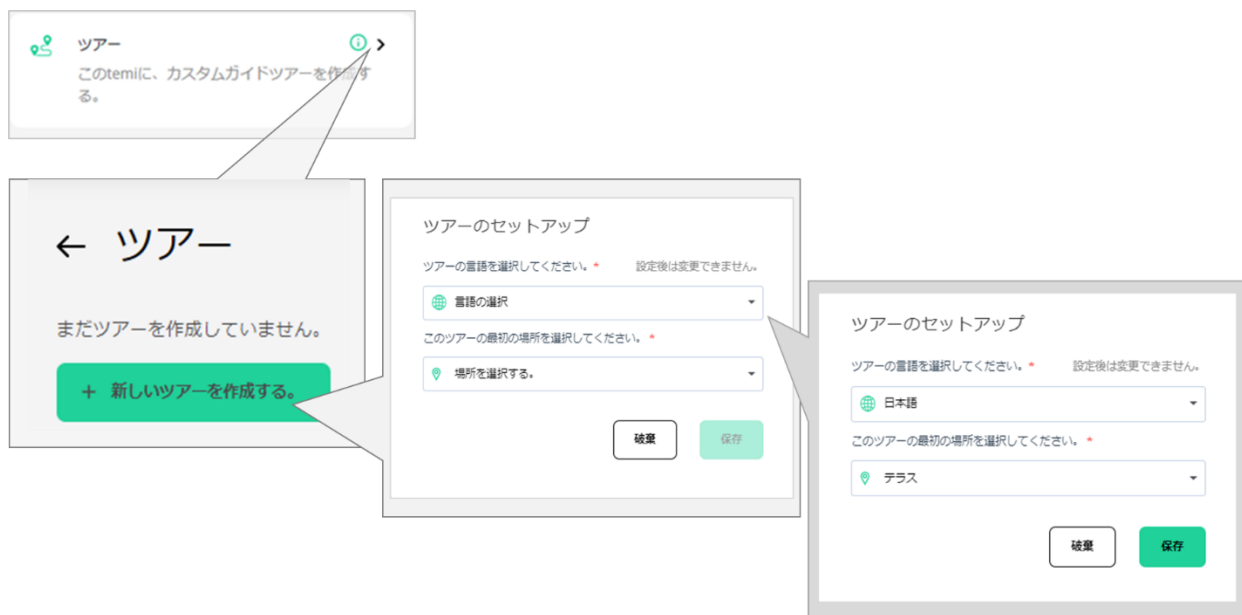 ツアー
このtemiに、カスタムガイドツアーを作成す
る。
← ツアー
まだツアーを作成していません。
+ 新しいツアーを作成する。
ツアーのセットアップ
ツアーの言語を選択してください。* 設定後は変更できません。
言語の選択
このツアーの最初の場所を選択してください。*
場所を選択する。
破棄 保存
ツアーのセットアップ
ツアーの言語を選択してください。* 設定後は変更できません。
日本語
このツアーの最初の場所を選択してください。*
テラス
破棄 保存